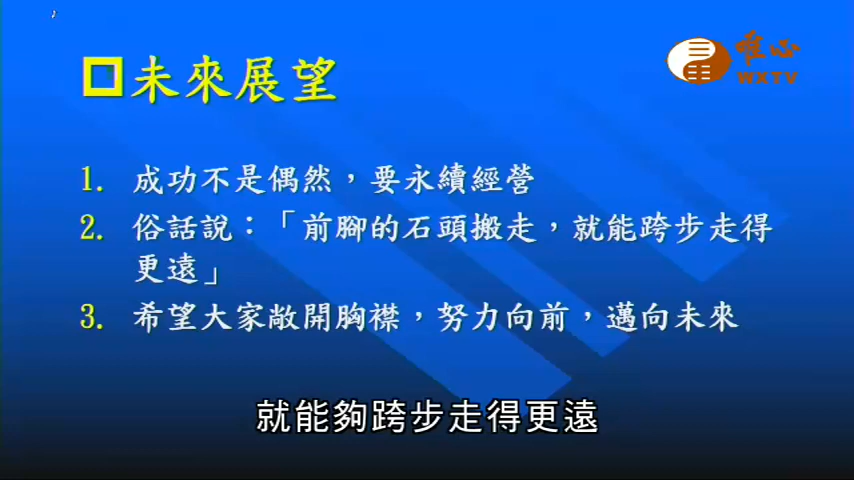 唯心
WXTV
未來展望
1. 成功不是偶然，要永續經營
2. 俗話說：「前腳的石頭搬走，就能跨步走得
更遠」
3. 希望大家敞開胸襟，努力向前，邁向未來
就能夠跨步走得更遠